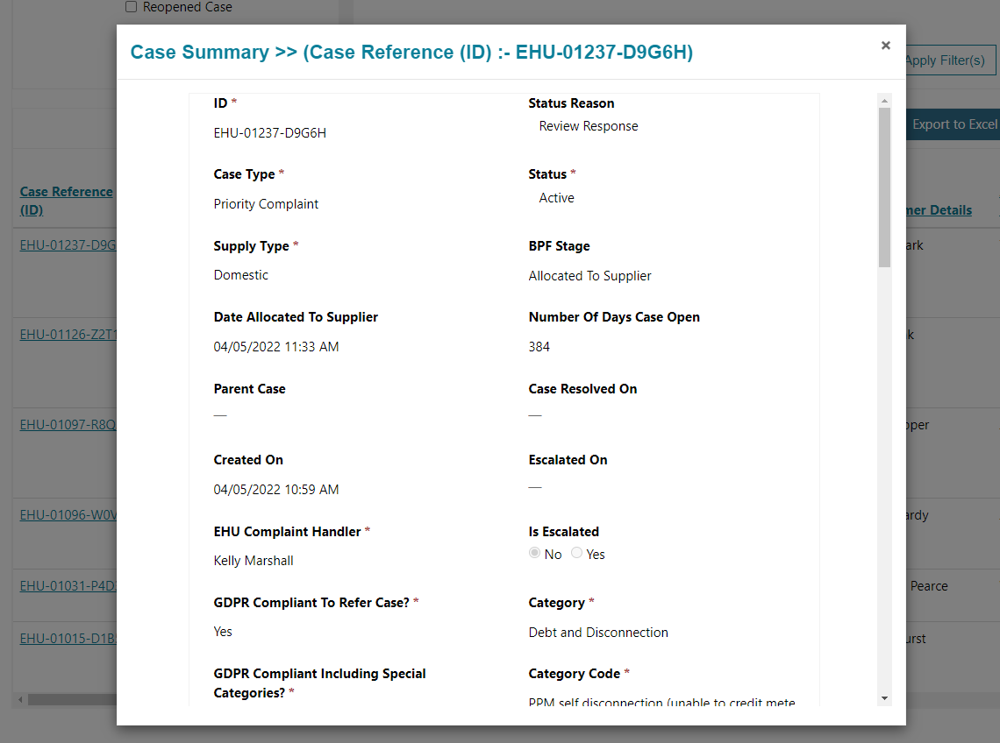 Reopened Case
Case Summary >> (Case Reference (ID) :- EHU-01237-D9G6H)
×
Apply Filter(s)
Export to Excel
Case Reference
(ID)
mer Details
EHU-01237-D9G
ark
EHU-01126-Z2T1
k
EHU-01097-R8Q
oper
EHU-01096-W0V
ardy
EHU-01031-P4D
Pearce
EHU-01015-D1B
urst
ID *
EHU-01237-D9G6H
Status Reason
Review Response
Case Type *
Priority Complaint
Status *
Active
Supply Type *
Domestic
BPF Stage
Allocated To Supplier
Date Allocated To Supplier
04/05/2022 11:33 AM
Number Of Days Case Open
384
Parent Case
—
Case Resolved On
—
Created On
04/05/2022 10:59 AM
Escalated On
—
EHU Complaint Handler *
Kelly Marshall
Is Escalated
No Yes
GDPR Compliant To Refer Case? *
Yes
Category *
Debt and Disconnection
GDPR Compliant Including Special
Categories? *
Category Code *
PPM self disconnection (unable to credit mete